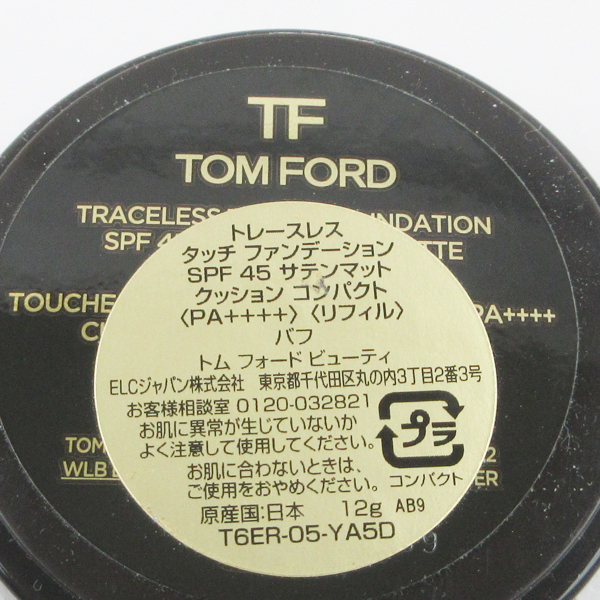 TF
TOM FORD
TRACELESS
SPF 4
TOUCHE
PA++++
トレースレス
タッチ ファンデーション
SPF 45 サテンマット
クッション コンパクト
〈PA++++〉〈リフィル〉
バフ
トム フォード ビューティ
ELCジャパン株式会社 東京都千代田区丸の内3丁目2番3号
お客様相談室 0120-032821
お肌に異常が生じていないか
よく注意して使用してください。
お肌に合わないときは、
ご使用をおやめください。
原産国:日本 12g AB9
T6ER-05-YA5D
プラ
コンパクト
TOM
WLB